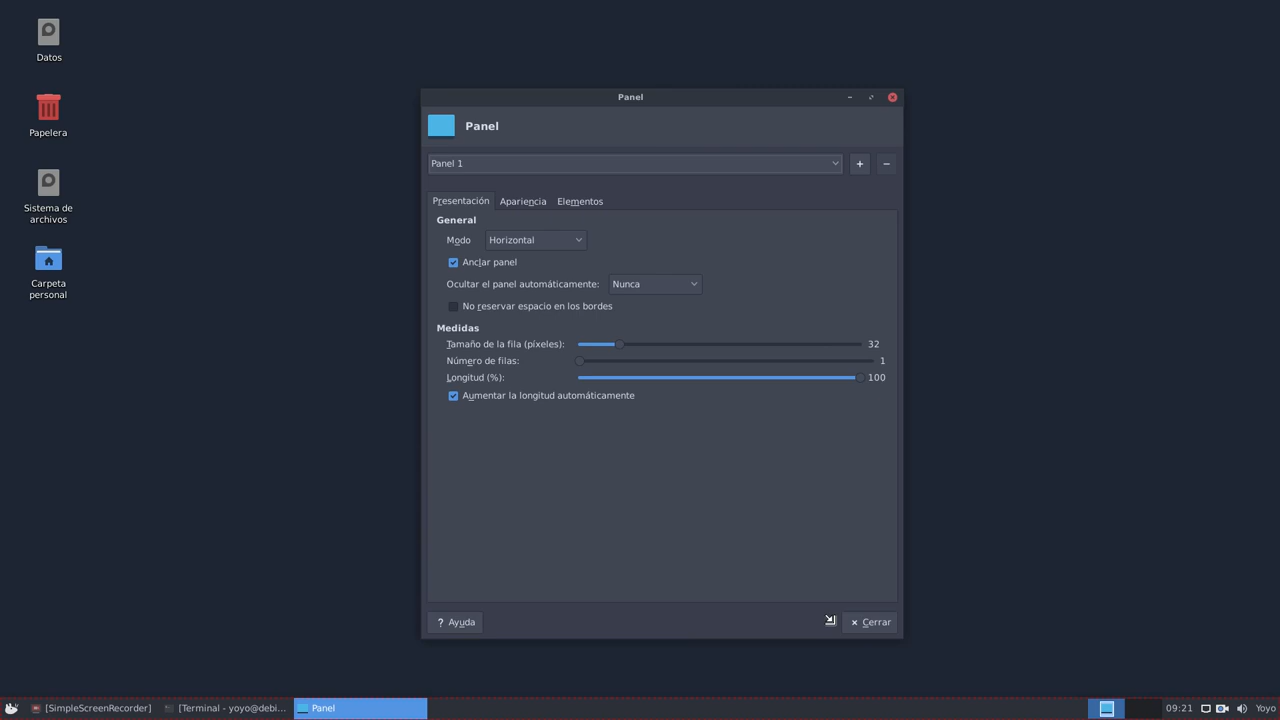 Datos
Papelera
Sistema de
archivos
Carpeta
personal
Panel
Panel
Panel 1
+ −
Presentación Apariencia Elementos
General
Modo Horizontal
Anclar panel
Ocultar el panel automáticamente: Nunca
No reservar espacio en los bordes
Medidas
Tamaño de la fila (píxeles): 32
Número de filas: 1
Longitud (%): 100
Aumentar la longitud automáticamente
? Ayuda
× Cerrar
[SimpleScreenRecorder] [Terminal - yoyo@debi... Panel 09:21 Yoyo